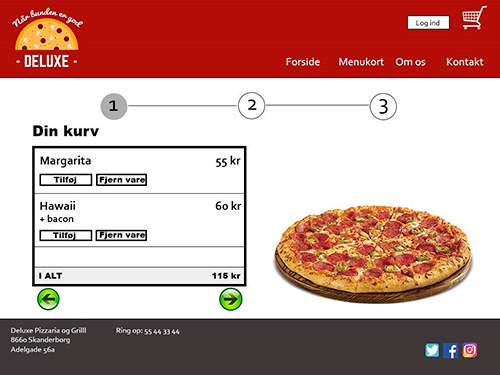 Når bunden er god
- DELUXE -
Log ind
Forside Menukort Om os Kontakt
1 2 3
Din kurv
Margarita 55 kr
Tilføj Fjern vare
Hawaii 60 kr
+ bacon
Tilføj Fjern vare
I ALT 115 kr
Deluxe Pizzaria og Grilll Ring op: 55 44 33 44
8660 Skanderborg
Adelgade 56a